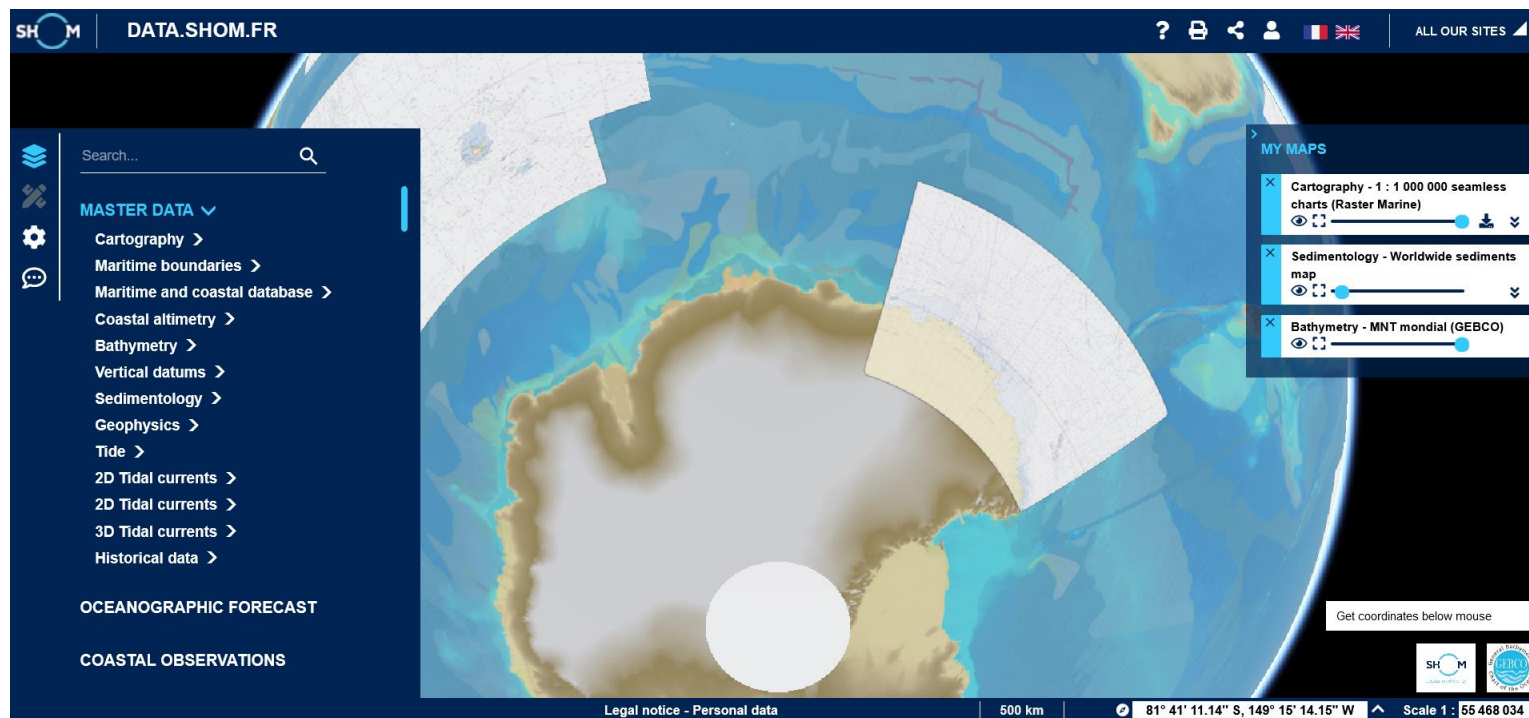 SH M
DATA.SHOM.FR
?
ALL OUR SITES
Search...
MASTER DATA
Cartography
Maritime boundaries
Maritime and coastal database
Coastal altimetry
Bathymetry
Vertical datums
Sedimentology
Geophysics
Tide
2D Tidal currents
2D Tidal currents
3D Tidal currents
Historical data
OCEANOGRAPHIC FORECAST
COASTAL OBSERVATIONS
MY MAPS
Cartography - 1 : 1 000 000 seamless
charts (Raster Marine)
Sedimentology - Worldwide sediments
map
Bathymetry - MNT mondial (GEBCO)
Get coordinates below mouse
SH M
GEBCO
Legal notice - Personal data
500 km
81° 41' 11.14" S, 149° 15' 14.15" W
Scale 1 : 55 468 034